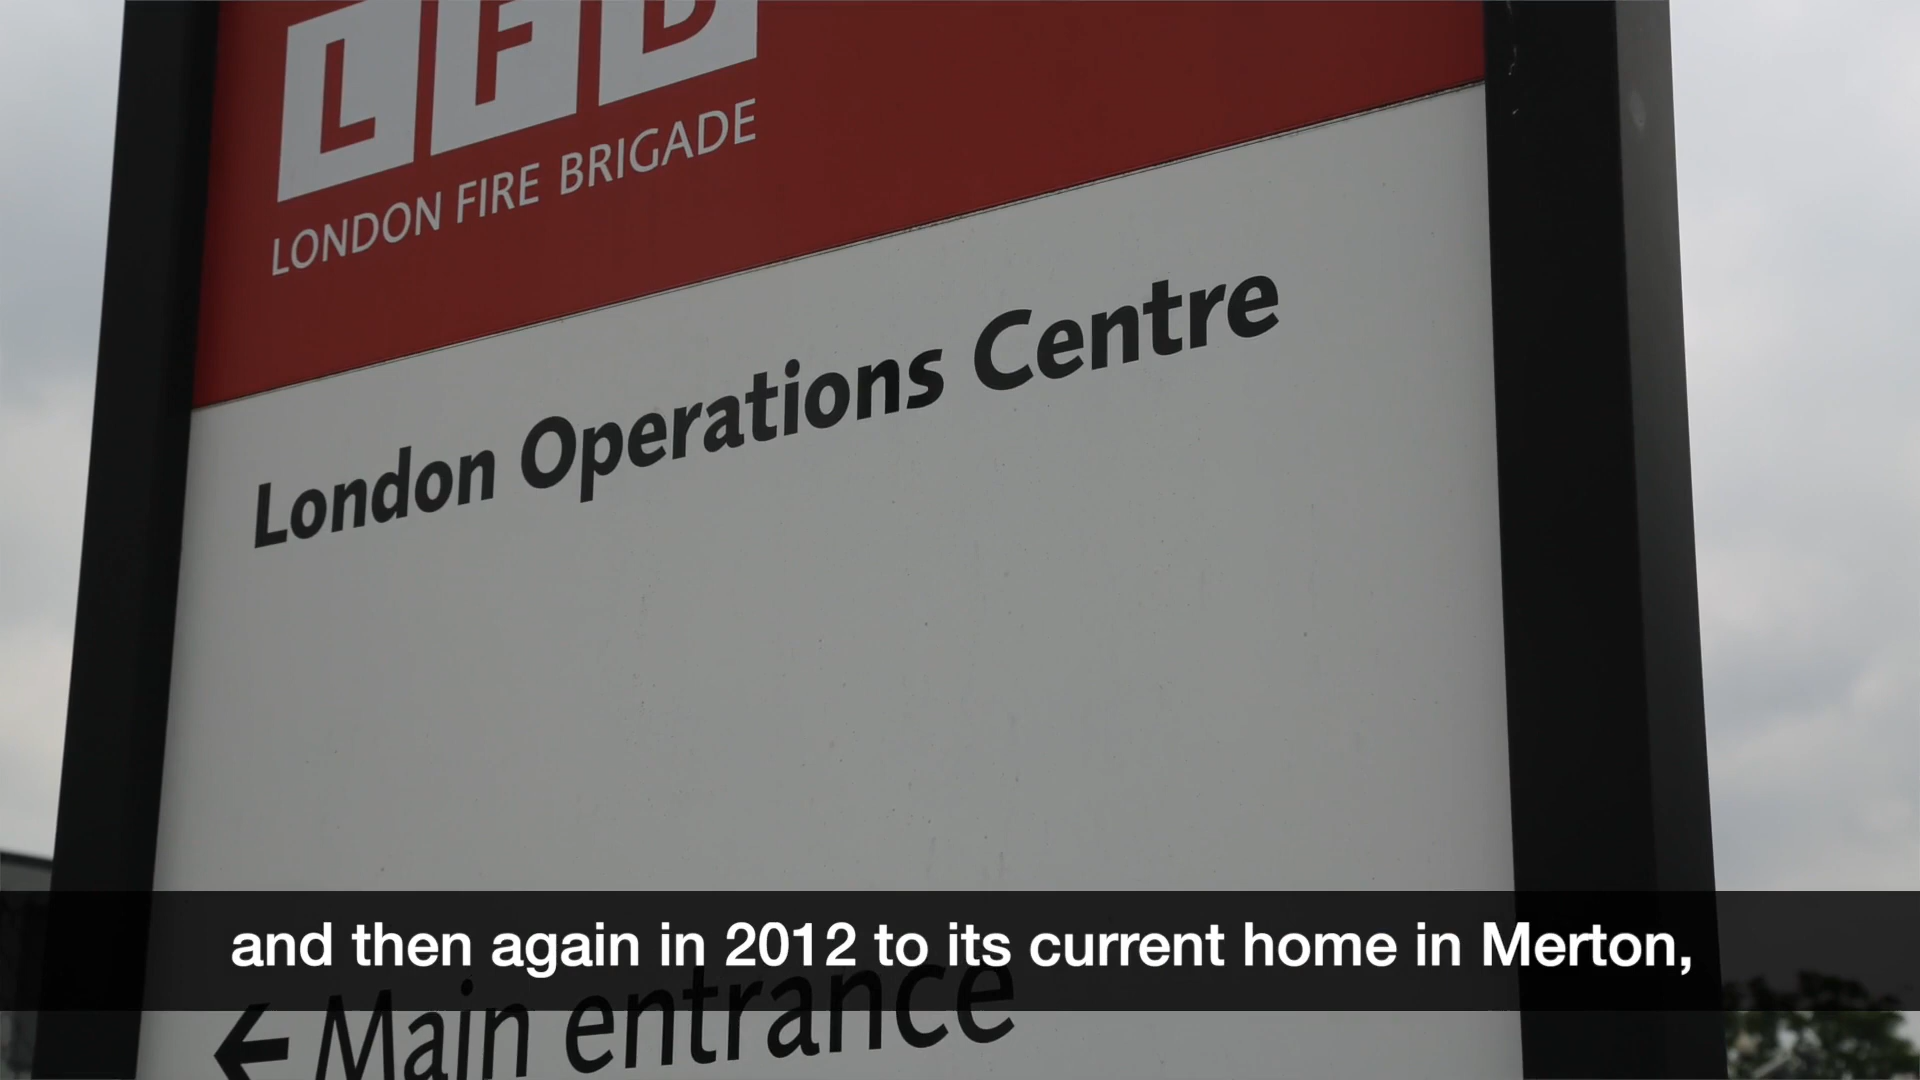 LFB
LONDON FIRE BRIGADE
London Operations Centre
and then again in 2012 to its current home in Merton,
← Main entrance